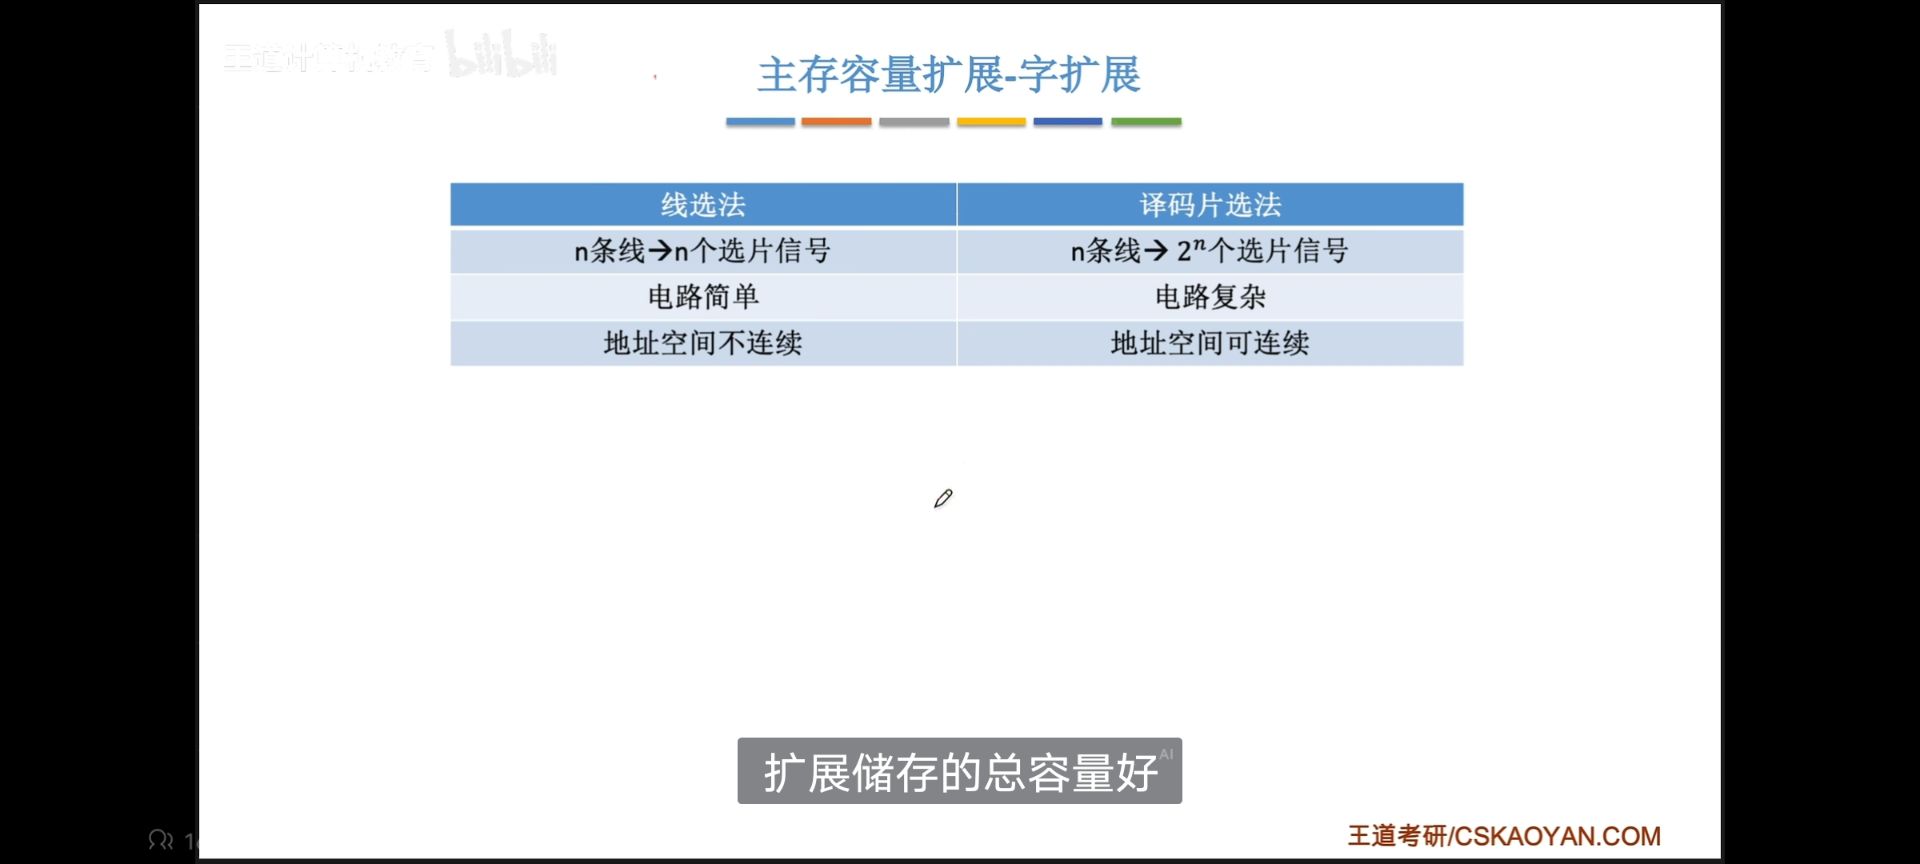 王道计算机教育 bilibili
主存容量扩展-字扩展
线选法 译码片选法
n条线→n个选片信号 n条线→ 2ⁿ个选片信号
电路简单 电路复杂
地址空间不连续 地址空间可连续
扩展储存的总容量好 AI
王道考研/CSKAOYAN.COM